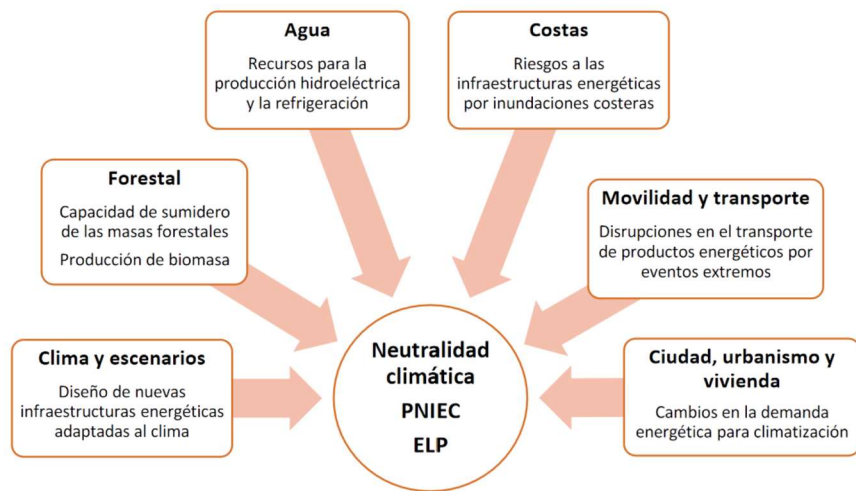 Agua
Recursos para la
producción hidroeléctrica
y la refrigeración
Costas
Riesgos a las
infraestructuras energéticas
por inundaciones costeras
Forestal
Capacidad de sumidero
de las masas forestales
Producción de biomasa
Movilidad y transporte
Disrupciones en el transporte
de productos energéticos por
eventos extremos
Clima y escenarios
Diseño de nuevas
infraestructuras energéticas
adaptadas al clima
Neutralidad
climática
PNIEC
ELP
Ciudad, urbanismo y
vivienda
Cambios en la demanda
energética para climatización